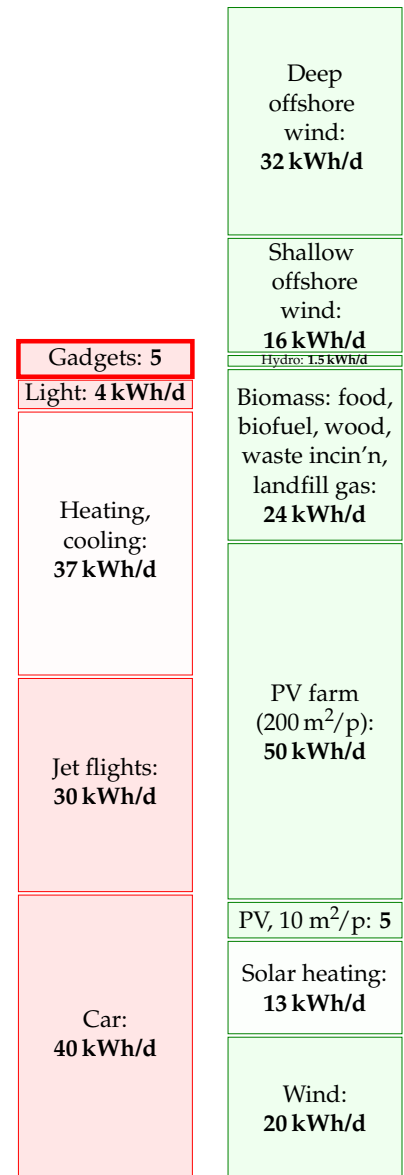 Gadgets: 5
Light: 4 kWh/d
Heating,
cooling:
37 kWh/d
Jet flights:
30 kWh/d
Car:
40 kWh/d
Deep
offshore
wind:
32 kWh/d
Shallow
offshore
wind:
16 kWh/d
Hydro: 1.5 kWh/d
Biomass: food,
biofuel, wood,
waste incin’n,
landfill gas:
24 kWh/d
PV farm
(200 m²/p):
50 kWh/d
PV, 10 m²/p: 5
Solar heating:
13 kWh/d
Wind:
20 kWh/d